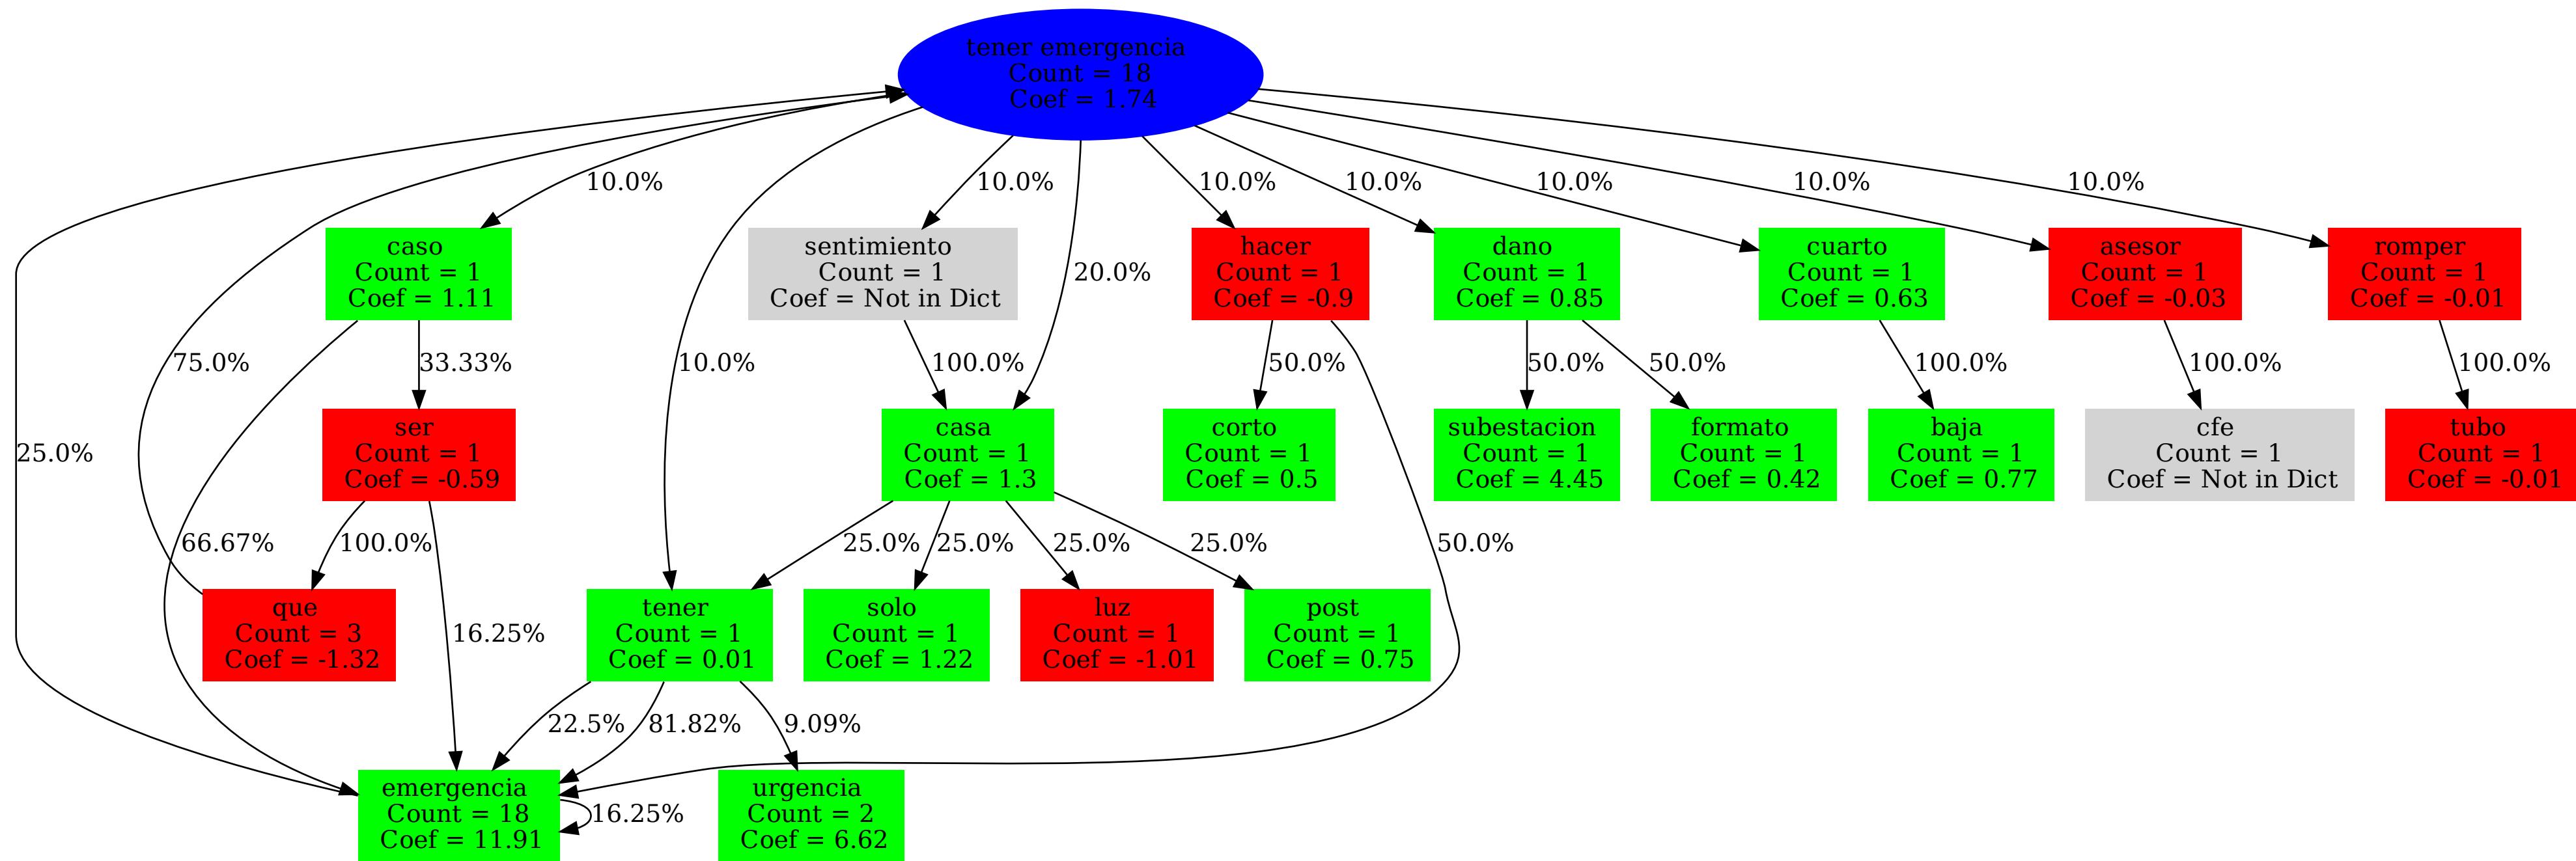 tener emergencia
Count = 18
Coef = 1.74
10.0%
10.0%
10.0%
10.0%
10.0%
10.0%
10.0%
caso
Count = 1
Coef = 1.11
sentimiento
Count = 1
Coef = Not in Dict
20.0%
hacer
Count = 1
Coef = -0.9
dano
Count = 1
Coef = 0.85
cuarto
Count = 1
Coef = 0.63
asesor
Count = 1
Coef = -0.03
romper
Count = 1
Coef = -0.01
75.0%
33.33%
10.0%
100.0%
50.0%
50.0%
50.0%
100.0%
100.0%
100.0%
25.0%
ser
Count = 1
Coef = -0.59
casa
Count = 1
Coef = 1.3
corto
Count = 1
Coef = 0.5
subestacion
Count = 1
Coef = 4.45
formato
Count = 1
Coef = 0.42
baja
Count = 1
Coef = 0.77
cfe
Count = 1
Coef = Not in Dict
tubo
Count = 1
Coef = -0.01
66.67%
100.0%
25.0%
25.0%
25.0%
25.0%
50.0%
que
Count = 3
Coef = -1.32
16.25%
tener
Count = 1
Coef = 0.01
solo
Count = 1
Coef = 1.22
luz
Count = 1
Coef = -1.01
post
Count = 1
Coef = 0.75
22.5%
81.82%
9.09%
emergencia
Count = 18
Coef = 11.91
16.25%
urgencia
Count = 2
Coef = 6.62